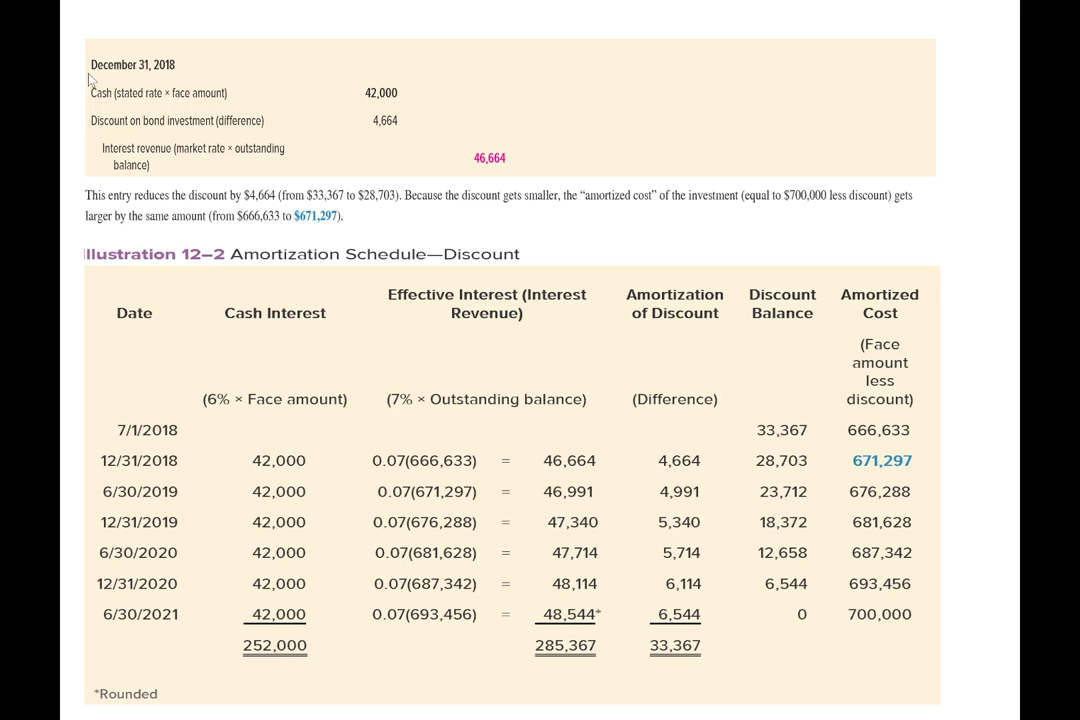 December 31, 2018
Cash (stated rate × face amount) 42,000
Discount on bond investment (difference) 4,664
Interest revenue (market rate × outstanding
balance) 46,664
This entry reduces the discount by $4,664 (from $33,367 to $28,703). Because the discount gets smaller, the “amortized cost” of the investment (equal to $700,000 less discount) gets
larger by the same amount (from $666,633 to $671,297).
Illustration 12–2 Amortization Schedule—Discount
Effective Interest (Interest Amortization Discount Amortized
Date Cash Interest Revenue) of Discount Balance Cost
(Face
amount
less
(6% × Face amount) (7% × Outstanding balance) (Difference) discount)
7/1/2018 33,367 666,633
12/31/2018 42,000 0.07(666,633) = 46,664 4,664 28,703 671,297
6/30/2019 42,000 0.07(671,297) = 46,991 4,991 23,712 676,288
12/31/2019 42,000 0.07(676,288) = 47,340 5,340 18,372 681,628
6/30/2020 42,000 0.07(681,628) = 47,714 5,714 12,658 687,342
12/31/2020 42,000 0.07(687,342) = 48,114 6,114 6,544 693,456
6/30/2021 42,000 0.07(693,456) = 48,544* 6,544 0 700,000
252,000 285,367 33,367
*Rounded